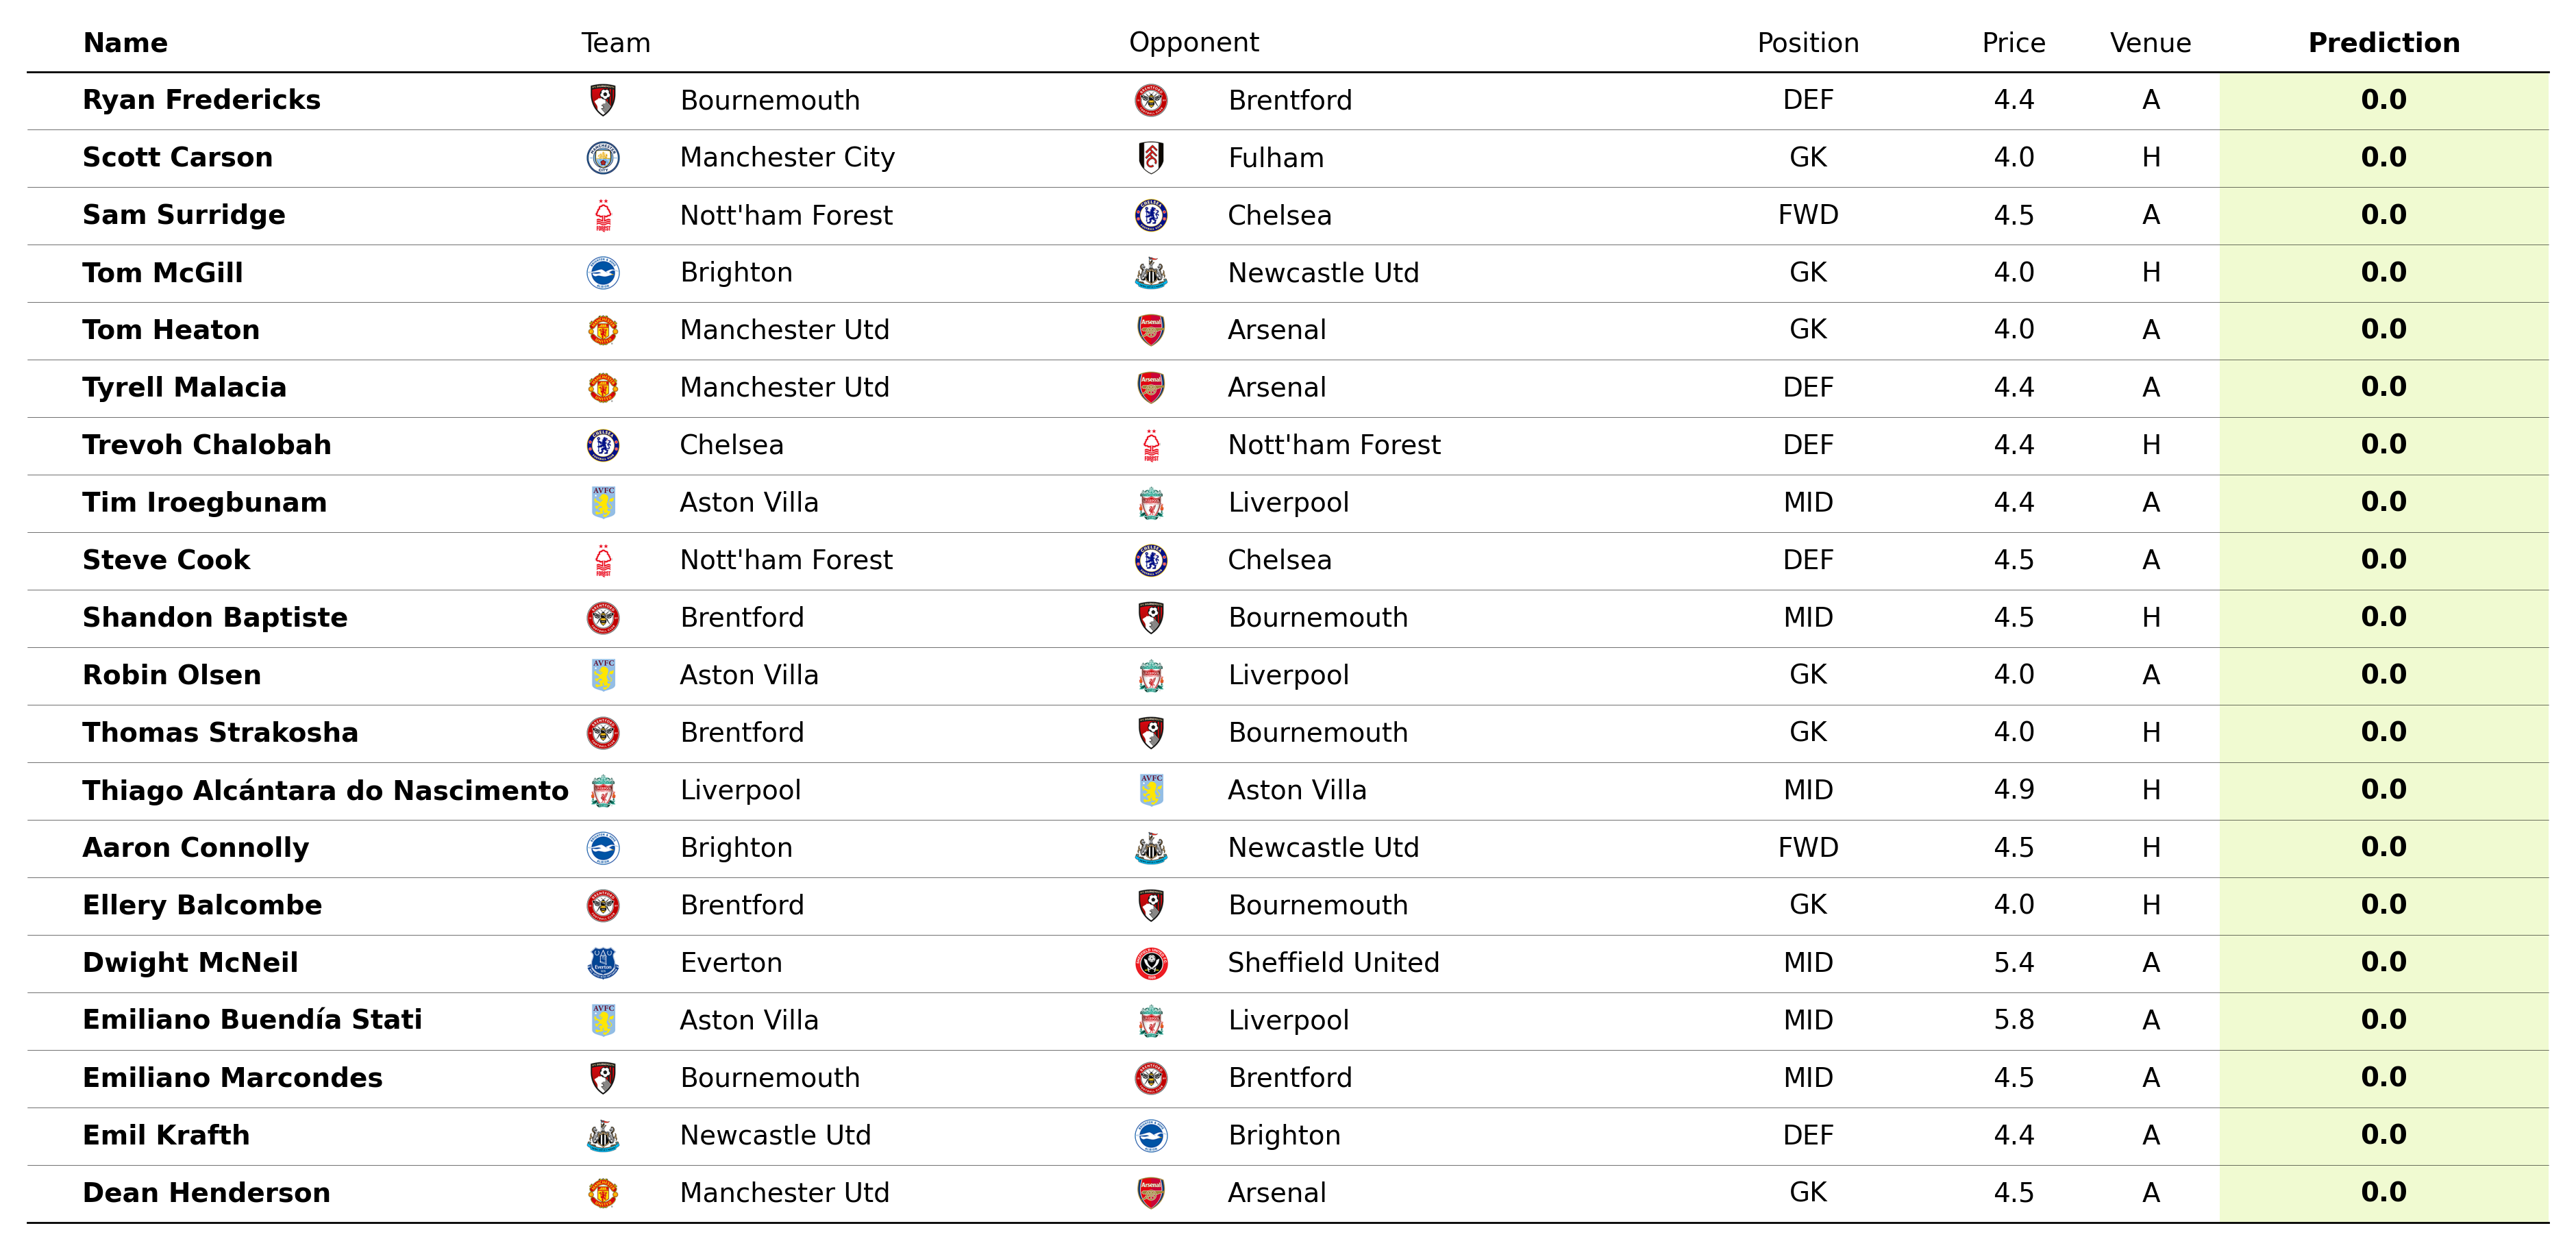 Name Team Opponent Position Price Venue Prediction
Ryan Fredericks Bournemouth Brentford DEF 4.4 A 0.0
Scott Carson Manchester City Fulham GK 4.0 H 0.0
Sam Surridge Nott'ham Forest Chelsea FWD 4.5 A 0.0
Tom McGill Brighton Newcastle Utd GK 4.0 H 0.0
Tom Heaton Manchester Utd Arsenal GK 4.0 A 0.0
Tyrell Malacia Manchester Utd Arsenal DEF 4.4 A 0.0
Trevoh Chalobah Chelsea Nott'ham Forest DEF 4.4 H 0.0
Tim Iroegbunam Aston Villa Liverpool MID 4.4 A 0.0
Steve Cook Nott'ham Forest Chelsea DEF 4.5 A 0.0
Shandon Baptiste Brentford Bournemouth MID 4.5 H 0.0
Robin Olsen Aston Villa Liverpool GK 4.0 A 0.0
Thomas Strakosha Brentford Bournemouth GK 4.0 H 0.0
Thiago Alcántara do Nascimento Liverpool Aston Villa MID 4.9 H 0.0
Aaron Connolly Brighton Newcastle Utd FWD 4.5 H 0.0
Ellery Balcombe Brentford Bournemouth GK 4.0 H 0.0
Dwight McNeil Everton Sheffield United MID 5.4 A 0.0
Emiliano Buendía Stati Aston Villa Liverpool MID 5.8 A 0.0
Emiliano Marcondes Bournemouth Brentford MID 4.5 A 0.0
Emil Krafth Newcastle Utd Brighton DEF 4.4 A 0.0
Dean Henderson Manchester Utd Arsenal GK 4.5 A 0.0